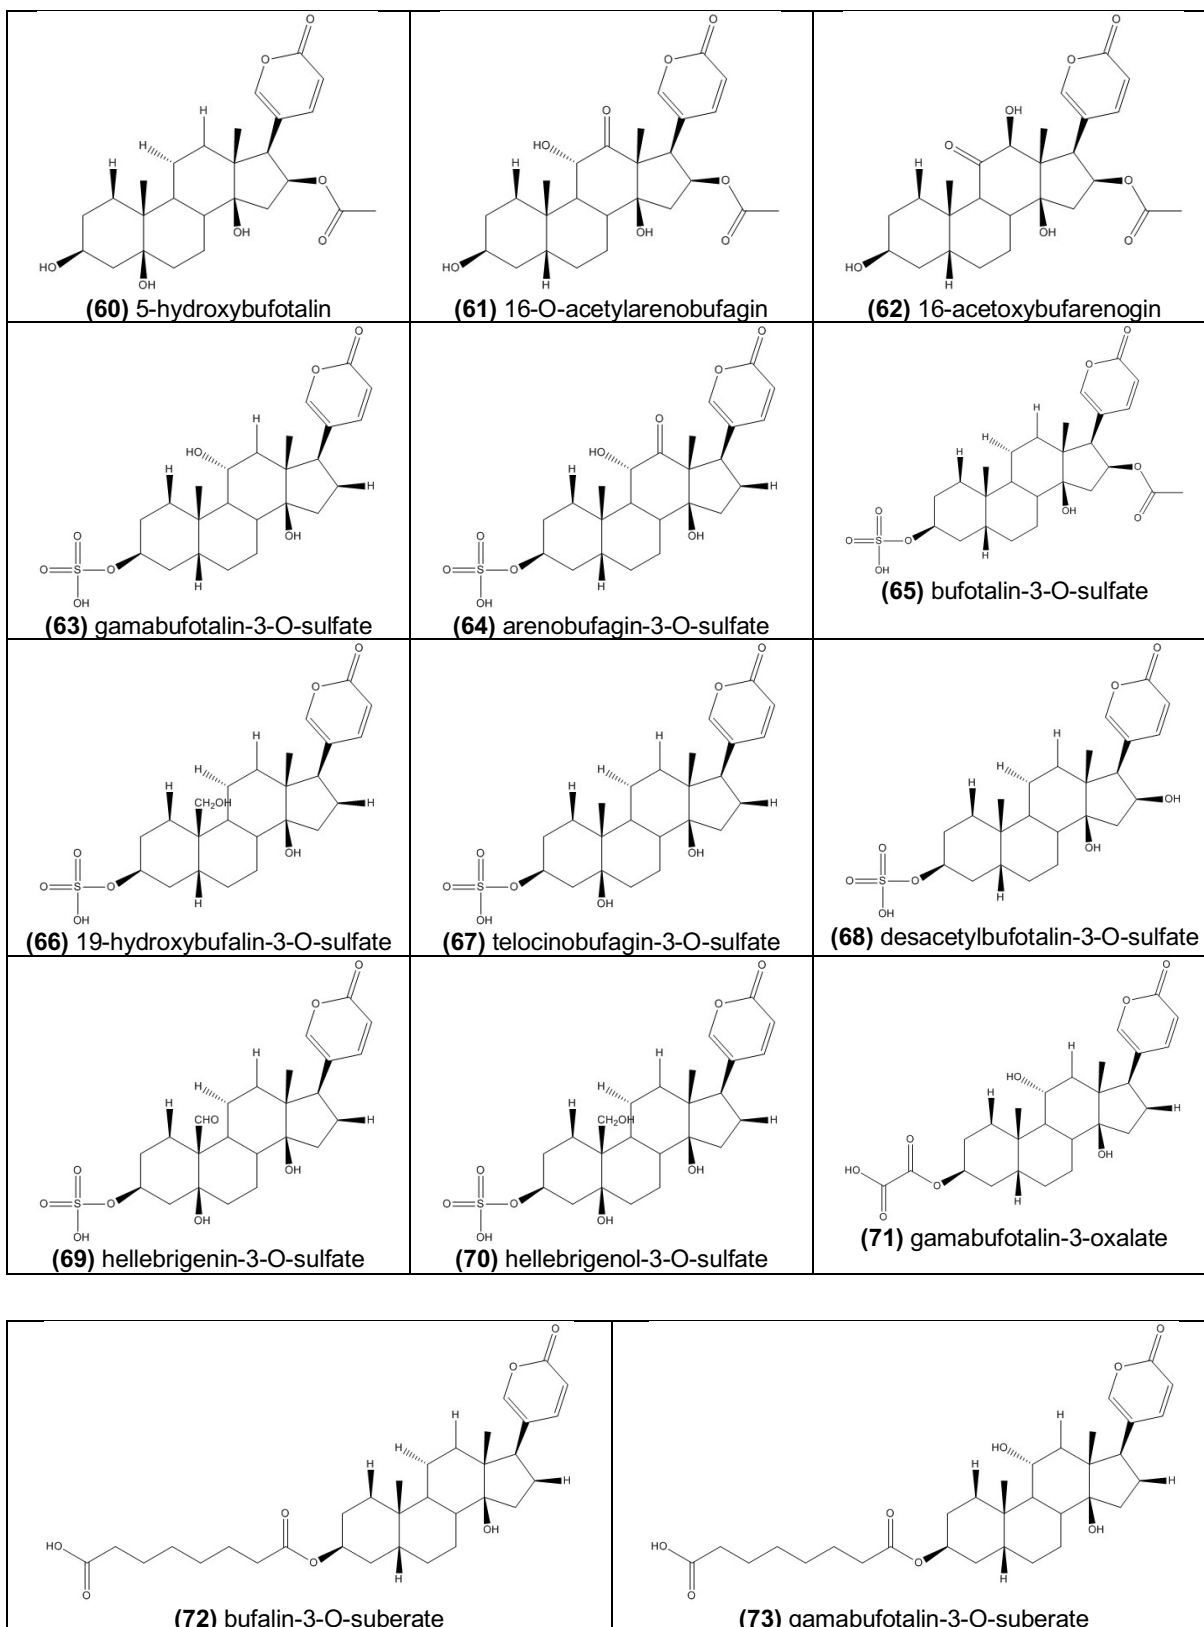 (60) 5-hydroxybufotalin
(61) 16-O-acetylarenobufagin
(62) 16-acetoxybufarenogin
(63) gamabufotalin-3-O-sulfate
(64) arenobufagin-3-O-sulfate
(65) bufotalin-3-O-sulfate
(66) 19-hydroxybufalin-3-O-sulfate
(67) telocinobufagin-3-O-sulfate
(68) desacetylbufotalin-3-O-sulfate
(69) hellebrigenin-3-O-sulfate
(70) hellebrigenol-3-O-sulfate
(71) gamabufotalin-3-oxalate
(72) bufalin-3-O-suberate
(73) gamabufotalin-3-O-suberate